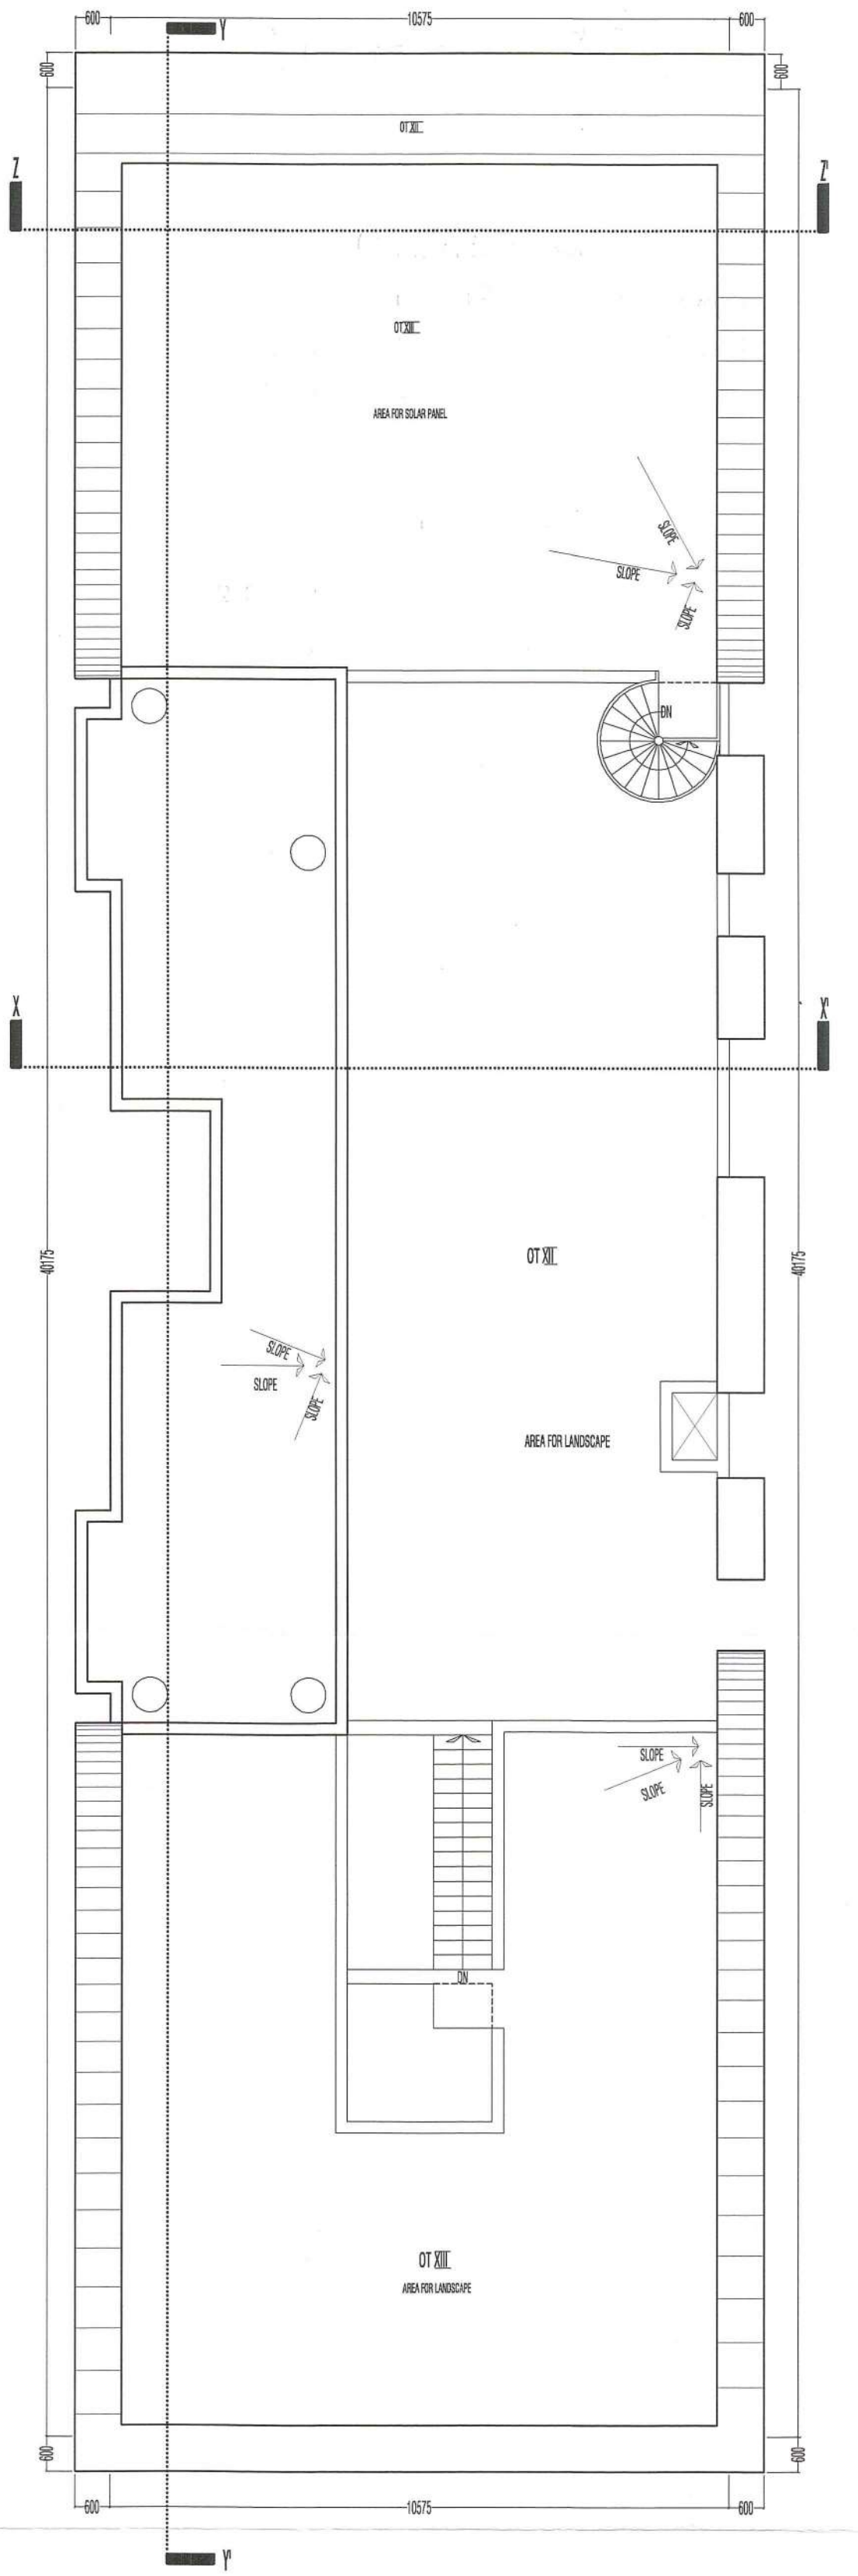 600
10575
600
Y
600
600
OT XII
Z
Z'
OT XIII
AREA FOR SOLAR PANEL
SLOPE
SLOPE
SLOPE
DN
X
X'
OT XII
40175
40175
SLOPE
SLOPE
SLOPE
AREA FOR LANDSCAPE
SLOPE
SLOPE
SLOPE
DN
OT XIII
AREA FOR LANDSCAPE
600
600
600
10575
600
Y'